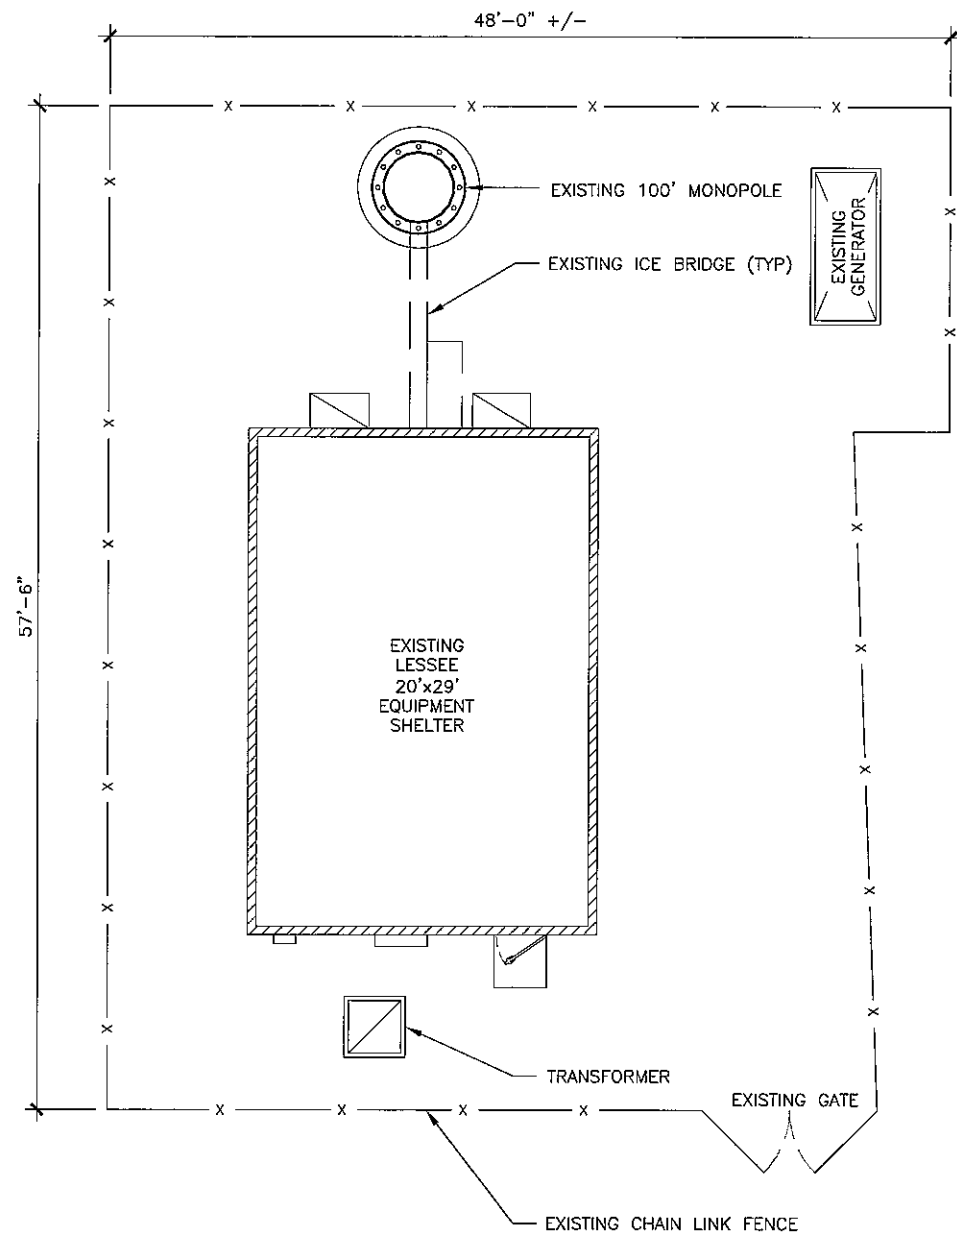 48'-0" +/-
EXISTING 100' MONOPOLE
EXISTING ICE BRIDGE (TYP)
EXISTING
GENERATOR
57'-6"
EXISTING
LESSEE
20'x29'
EQUIPMENT
SHELTER
TRANSFORMER
EXISTING GATE
EXISTING CHAIN LINK FENCE